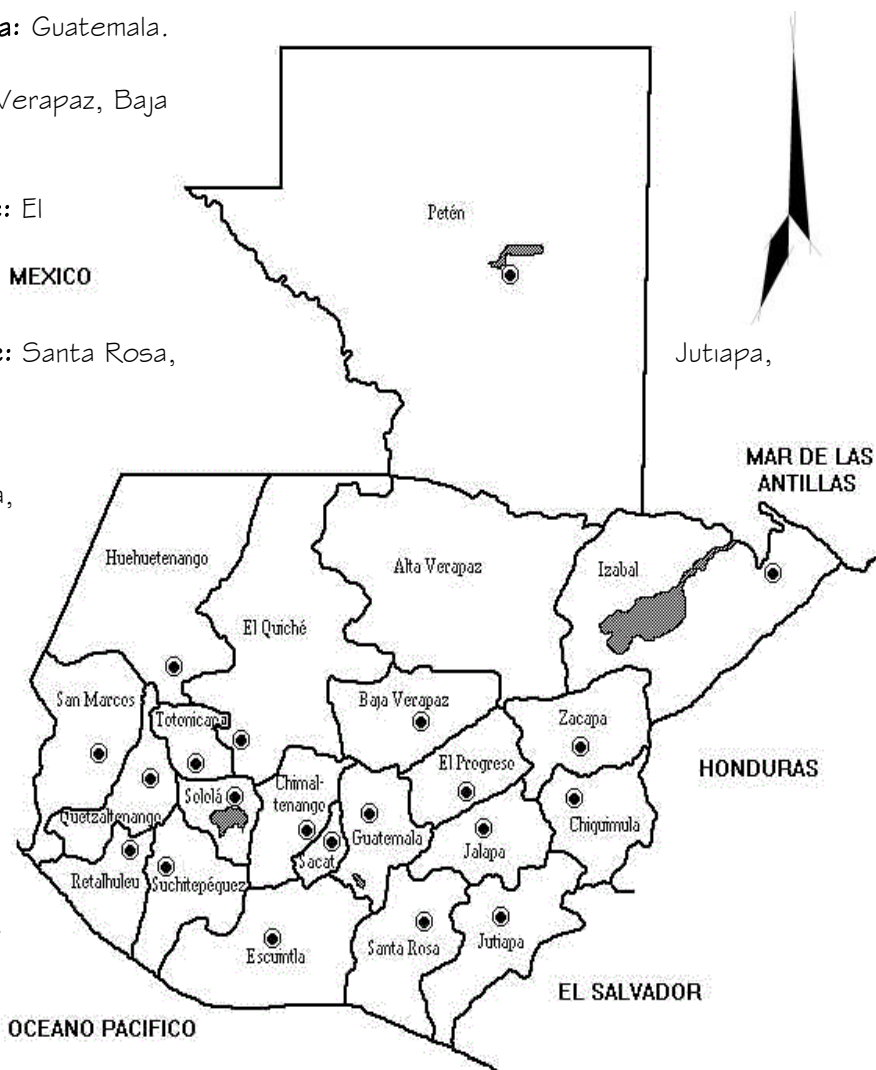 a: Guatemala.
Verapaz, Baja
e: El
MEXICO
Petén
e: Santa Rosa, Jutiapa,
MAR DE LAS
ANTILLAS
a,
Huehuetenango
Alta Verapaz
Izabal
El Quiché
San Marcos
Baja Verapaz
Totonicapa
Zacapa
El Progreso
HONDURAS
Chimal-
tenango
Sololá
Quetzaltenango
Guatemala
Chiquimula
Sacat.
Jalapa
Retalhuleu
Suchitepéquez
Escuintla
Santa Rosa
Jutiapa
EL SALVADOR
OCEANO PACIFICO